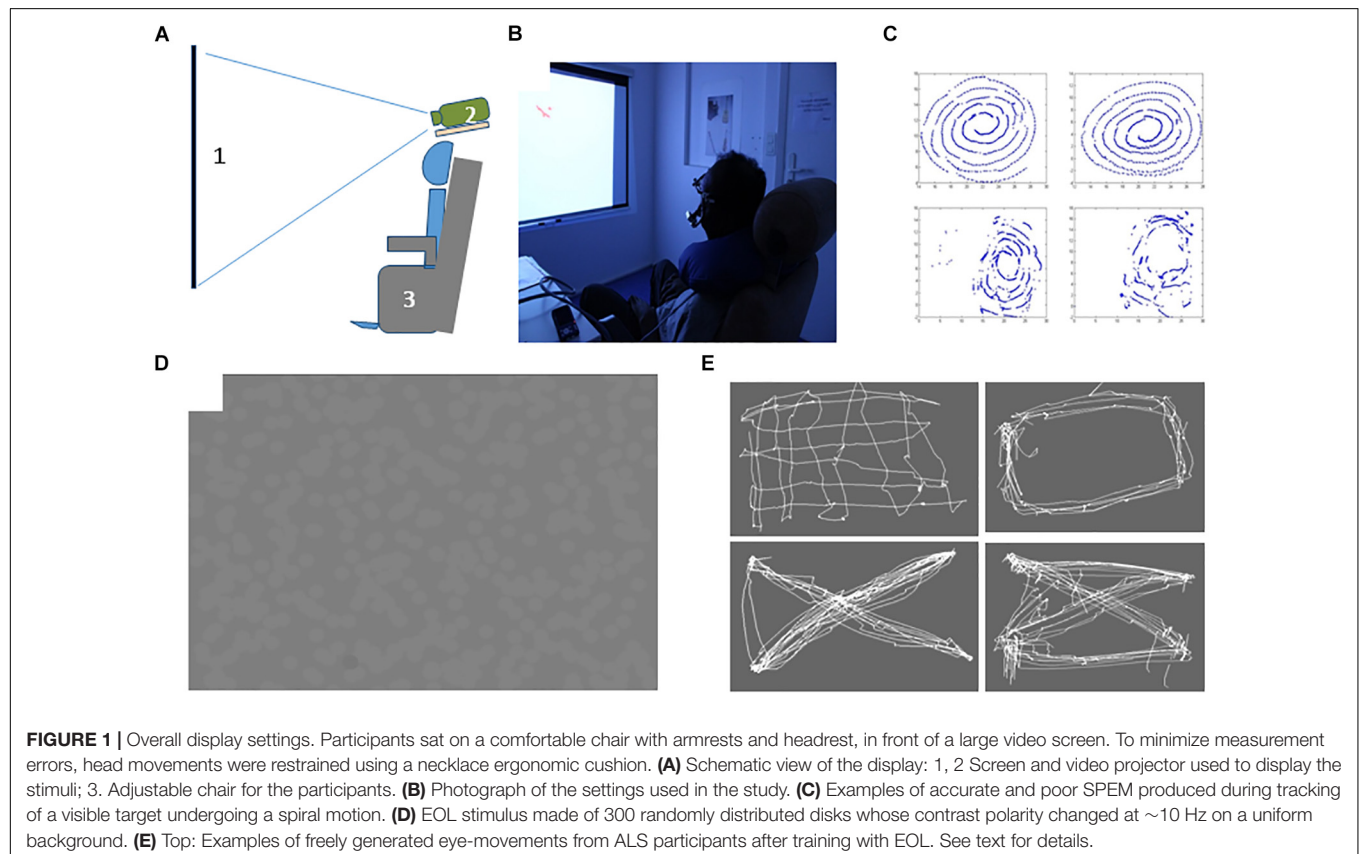 A
B
C
1
2
3
D
E
FIGURE 1 | Overall display settings. Participants sat on a comfortable chair with armrests and headrest, in front of a large video screen. To minimize measurement
errors, head movements were restrained using a necklace ergonomic cushion. (A) Schematic view of the display: 1, 2 Screen and video projector used to display the
stimuli; 3. Adjustable chair for the participants. (B) Photograph of the settings used in the study. (C) Examples of accurate and poor SPEM produced during tracking
of a visible target undergoing a spiral motion. (D) EOL stimulus made of 300 randomly distributed disks whose contrast polarity changed at ∼10 Hz on a uniform
background. (E) Top: Examples of freely generated eye-movements from ALS participants after training with EOL. See text for details.